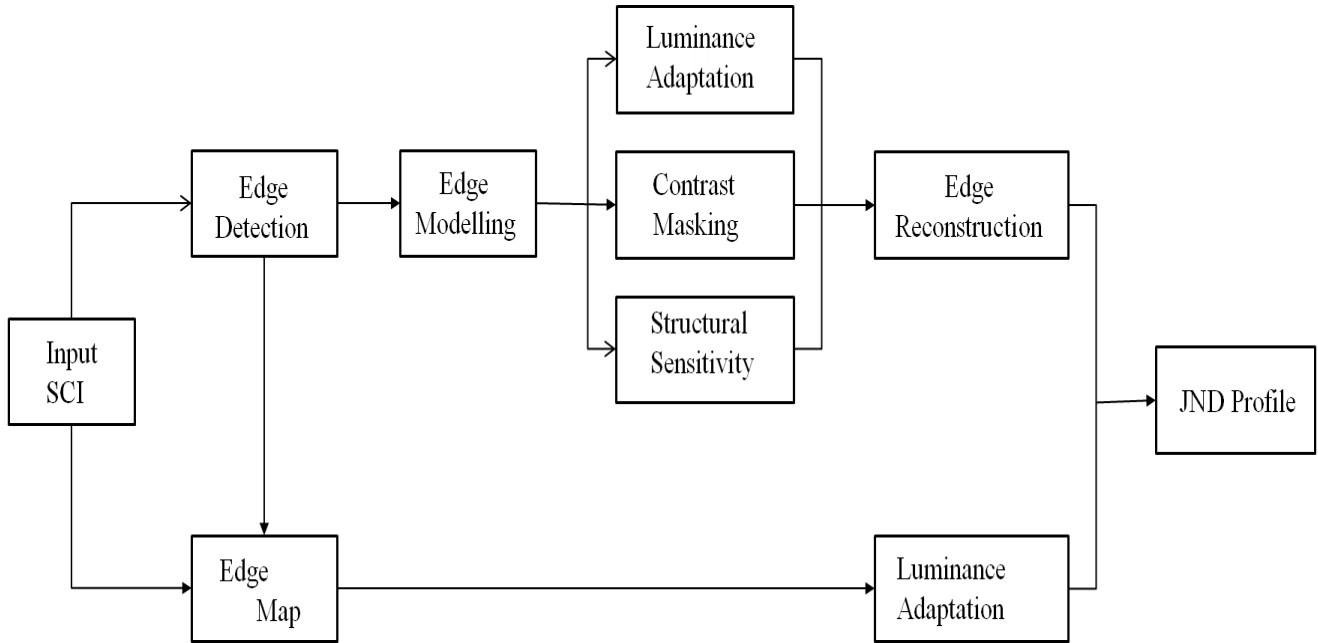 Luminance
Adaptation
Edge
Detection
Edge
Modelling
Contrast
Masking
Edge
Reconstruction
Structural
Sensitivity
Input
SCI
JND Profile
Edge
Map
Luminance
Adaptation